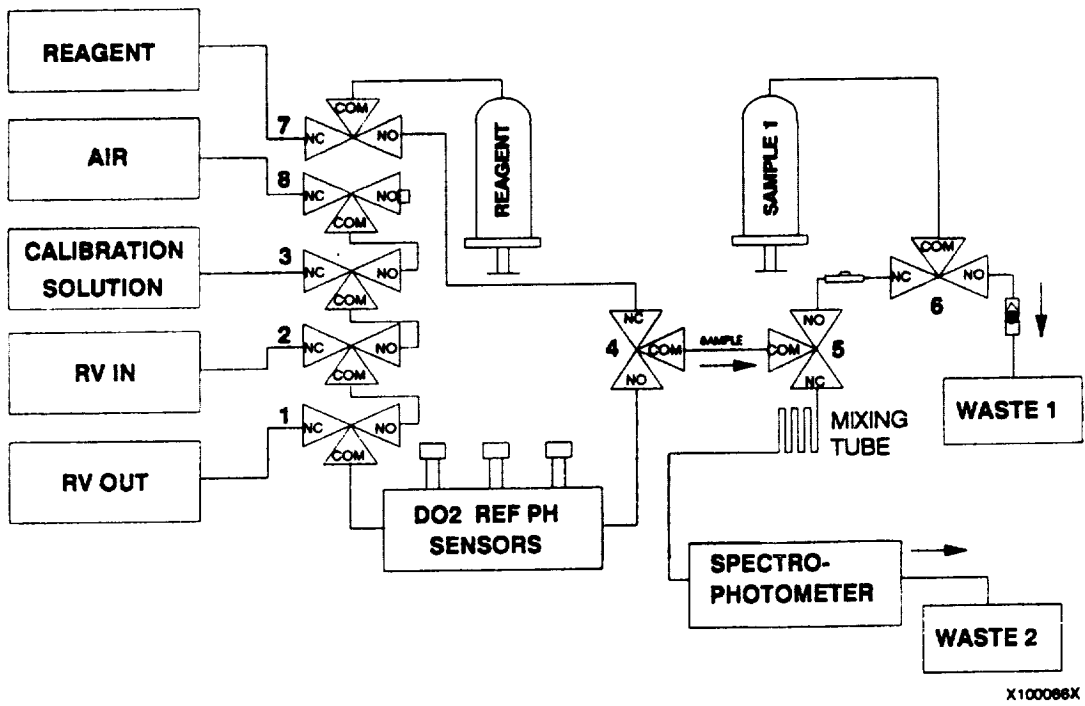 REAGENT
AIR
CALIBRATION
SOLUTION
RV IN
RV OUT
7
COM
NC
NO
8
NC
NO
COM
3
NC
NO
COM
2
NC
NO
COM
1
NC
NO
COM
REAGENT
DO2 REF PH
SENSORS
4
NC
COM
NO
SAMPLE
COM
NO
5
NC
MIXING
TUBE
SAMPLE 1
COM
NC
NO
6
WASTE 1
SPECTRO-
PHOTOMETER
WASTE 2
X100066X